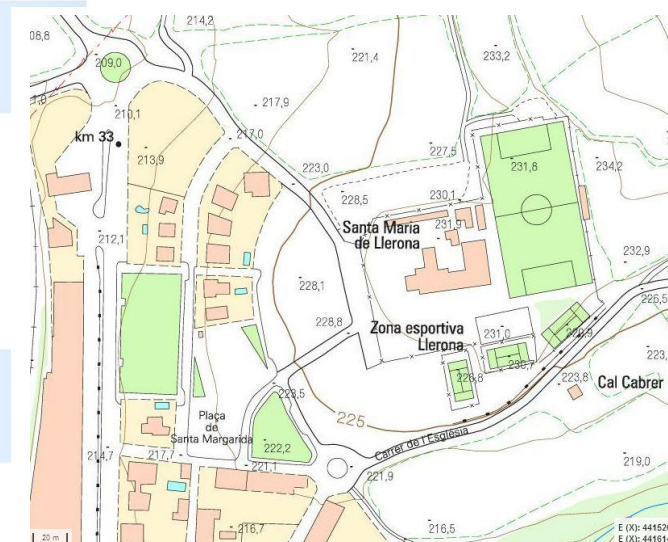 214,2
08,8
221,4
233,2
209,0
217,9
210,1
km 33
217,0
213,9
227,5
223,0
231,8
234,2
228,5
230,1
Santa Maria
de Llerona
231,9
212,1
232,9
228,1
226,5
228,8
Zona esportiva
Llerona
231,0
223,
230,7
226,8
223,8
Cal Cabrer
223,5
225
Plaça
de
Santa Margarida
222,2
Carrer de l'Església
214,7
217,7
221,1
221,9
219,0
216,7
216,5
20 m
E (X): 44152
E (X): 44161